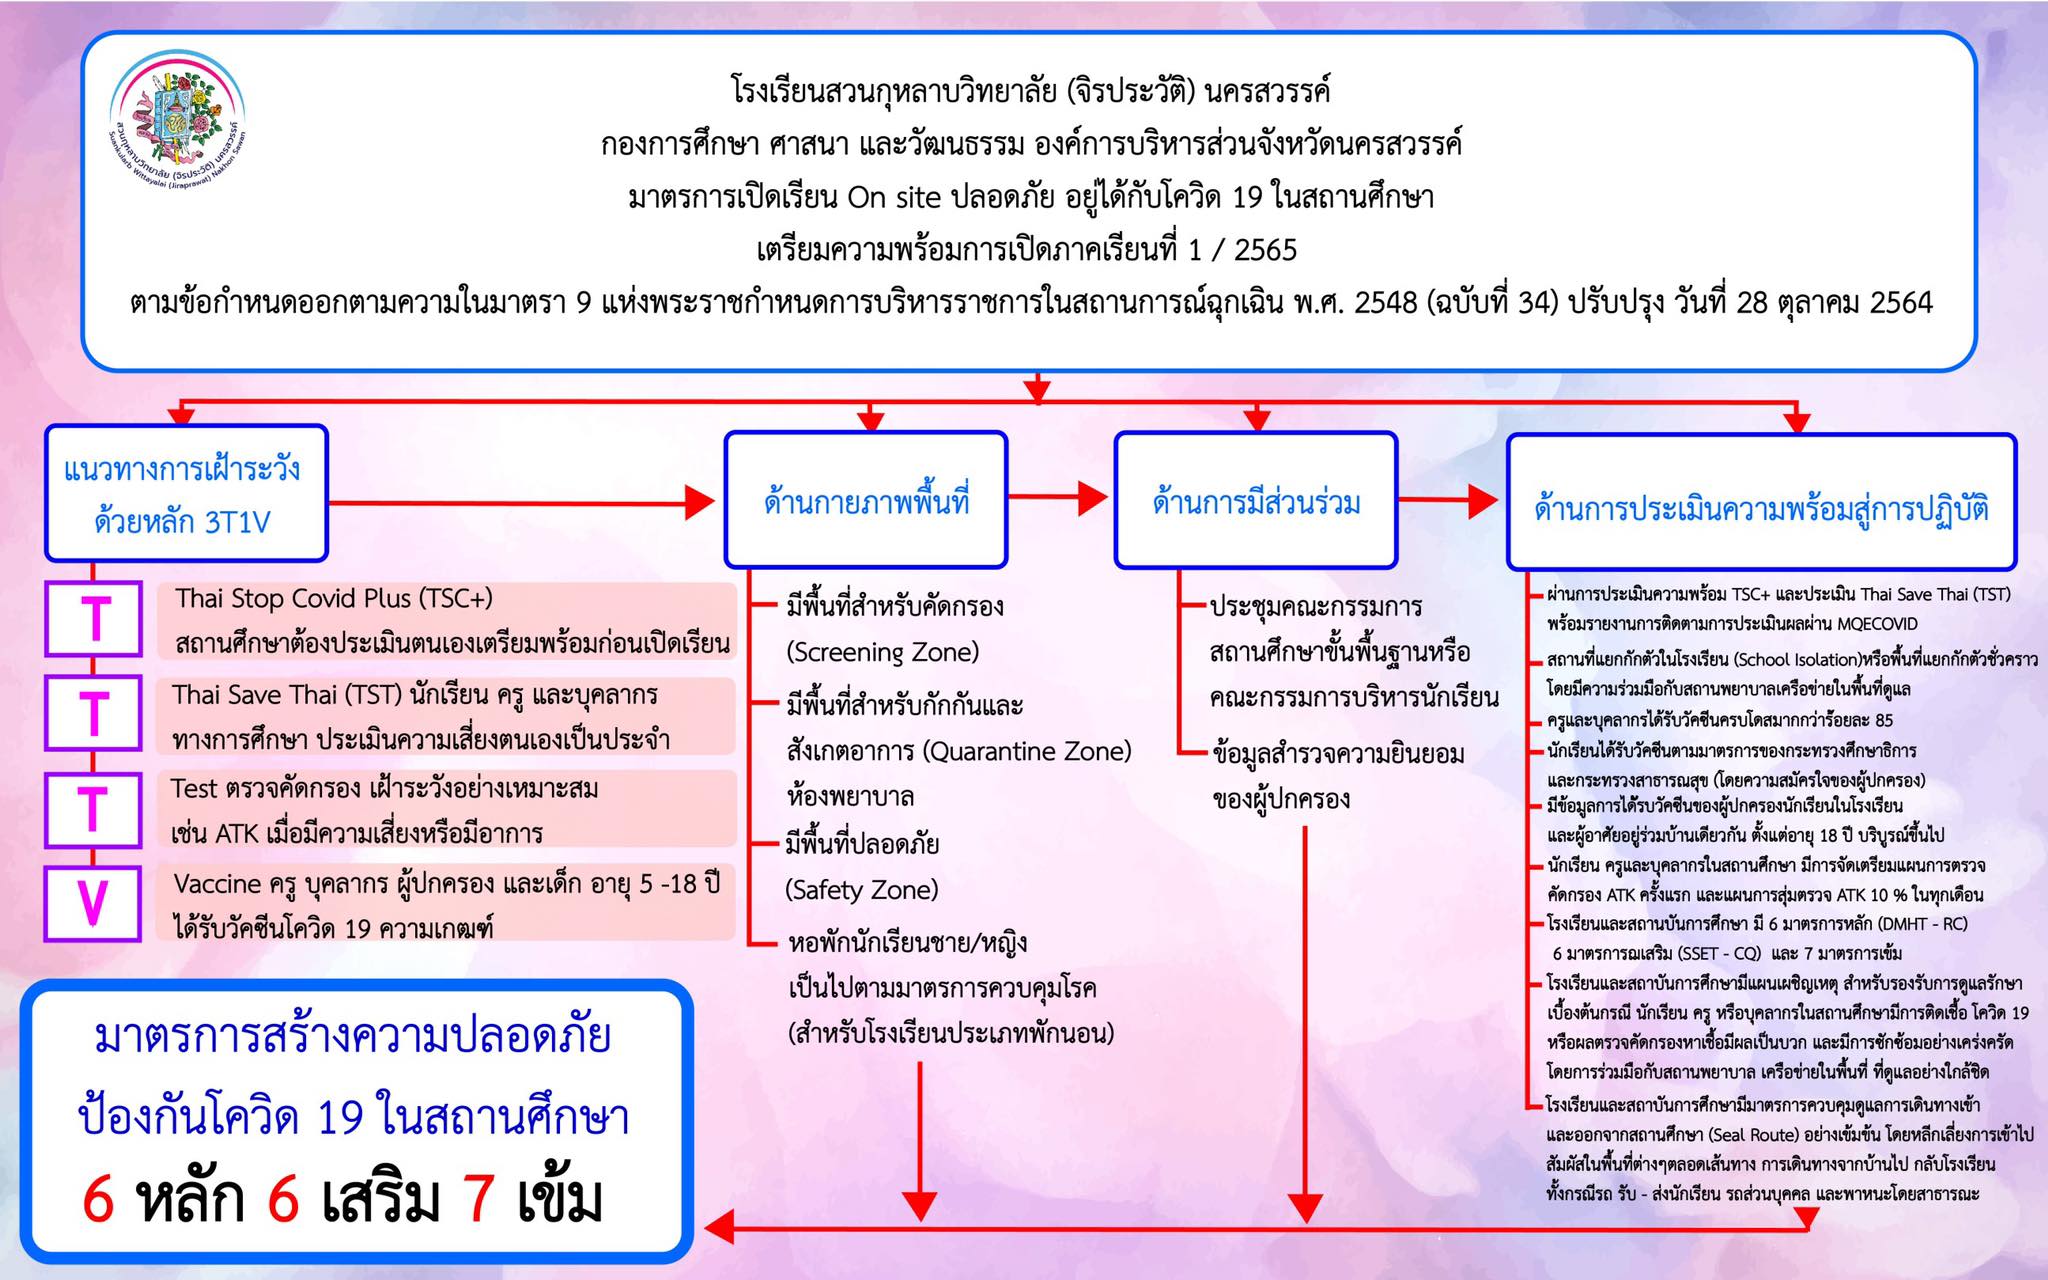 สวนกุหลาบวิทยาลัย (จิรประวัติ) นครสวรรค์
Suankularb Wittayalai (Jiraprawat) Nakhon Sawan
โรงเรียนสวนกุหลาบวิทยาลัย (จิรประวัติ) นครสวรรค์
กองการศึกษา ศาสนา และวัฒนธรรม องค์การบริหารส่วนจังหวัดนครสวรรค์
มาตรการเปิดเรียน On site ปลอดภัย อยู่ได้กับโควิด 19 ในสถานศึกษา
เตรียมความพร้อมการเปิดภาคเรียนที่ 1 / 2565
ตามข้อกำหนดออกตามความในมาตรา 9 แห่งพระราชกำหนดการบริหารราชการในสถานการณ์ฉุกเฉิน พ.ศ. 2548 (ฉบับที่ 34) ปรับปรุง วันที่ 28 ตุลาคม 2564
แนวทางการเฝ้าระวัง
ด้วยหลัก 3T1V
T
Thai Stop Covid Plus (TSC+)
สถานศึกษาต้องประเมินตนเองเตรียมพร้อมก่อนเปิดเรียน
T
Thai Save Thai (TST) นักเรียน ครู และบุคลากร
ทางการศึกษา ประเมินความเสี่ยงตนเองเป็นประจำ
T
Test ตรวจคัดกรอง เฝ้าระวังอย่างเหมาะสม
เช่น ATK เมื่อมีความเสี่ยงหรือมีอาการ
V
Vaccine ครู บุคลากร ผู้ปกครอง และเด็ก อายุ 5 -18 ปี
ได้รับวัคซีนโควิด 19 ความเกฒฑ์
ด้านกายภาพพื้นที่
มีพื้นที่สำหรับคัดกรอง
(Screening Zone)
มีพื้นที่สำหรับกักกันและ
สังเกตอาการ (Quarantine Zone)
ห้องพยาบาล
มีพื้นที่ปลอดภัย
(Safety Zone)
หอพักนักเรียนชาย/หญิง
เป็นไปตามมาตรการควบคุมโรค
(สำหรับโรงเรียนประเภทพักนอน)
ด้านการมีส่วนร่วม
ประชุมคณะกรรมการ
สถานศึกษาขั้นพื้นฐานหรือ
คณะกรรมการบริหารนักเรียน
ข้อมูลสำรวจความยินยอม
ของผู้ปกครอง
ด้านการประเมินความพร้อมสู่การปฏิบัติ
ผ่านการประเมินความพร้อม TSC+ และประเมิน Thai Save Thai (TST)
พร้อมรายงานการติดตามการประเมินผลผ่าน MQECOVID
สถานที่แยกกักตัวในโรงเรียน (School Isolation)หรือพื้นที่แยกกักตัวชั่วคราว
โดยมีความร่วมมือกับสถานพยาบาลเครือข่ายในพื้นที่ดูแล
ครูและบุคลากรได้รับวัคซีนครบโดสมากกว่าร้อยละ 85
นักเรียนได้รับวัคซีนตามมาตรการของกระทรวงศึกษาธิการ
และกระทรวงสาธารณสุข (โดยความสมัครใจของผู้ปกครอง)
มีข้อมูลการได้รับวัคซีนของผู้ปกครองนักเรียนในโรงเรียน
และผู้อาศัยอยู่ร่วมบ้านเดียวกัน ตั้งแต่อายุ 18 ปี บริบูรณ์ขึ้นไป
นักเรียน ครูและบุคลากรในสถานศึกษา มีการจัดเตรียมแผนการตรวจ
คัดกรอง ATK ครั้งแรก และแผนการสุ่มตรวจ ATK 10 % ในทุกเดือน
โรงเรียนและสถานบันการศึกษา มี 6 มาตรการหลัก (DMHT - RC)
6 มาตรการณเสริม (SSET - CQ) และ 7 มาตรการเข้ม
โรงเรียนและสถาบันการศึกษามีแผนเผชิญเหตุ สำหรับรองรับการดูแลรักษา
เบื้องต้นกรณี นักเรียน ครู หรือบุคลากรในสถานศึกษามีการติดเชื้อ โควิด 19
หรือผลตรวจคัดกรองหาเชื้อมีผลเป็นบวก และมีการซักซ้อมอย่างเคร่งครัด
โดยการร่วมมือกับสถานพยาบาล เครือข่ายในพื้นที่ ที่ดูแลอย่างใกล้ชิด
โรงเรียนและสถาบันการศึกษามีมาตรการควบคุมดูแลการเดินทางเข้า
และออกจากสถานศึกษา (Seal Route) อย่างเข้มข้น โดยหลีกเลี่ยงการเข้าไป
สัมผัสในพื้นที่ต่างๆตลอดเส้นทาง การเดินทางจากบ้านไป กลับโรงเรียน
ทั้งกรณีรถ รับ - ส่งนักเรียน รถส่วนบุคคล และพาหนะโดยสาธารณะ
มาตรการสร้างความปลอดภัย
ป้องกันโควิด 19 ในสถานศึกษา
6 หลัก 6 เสริม 7 เข้ม